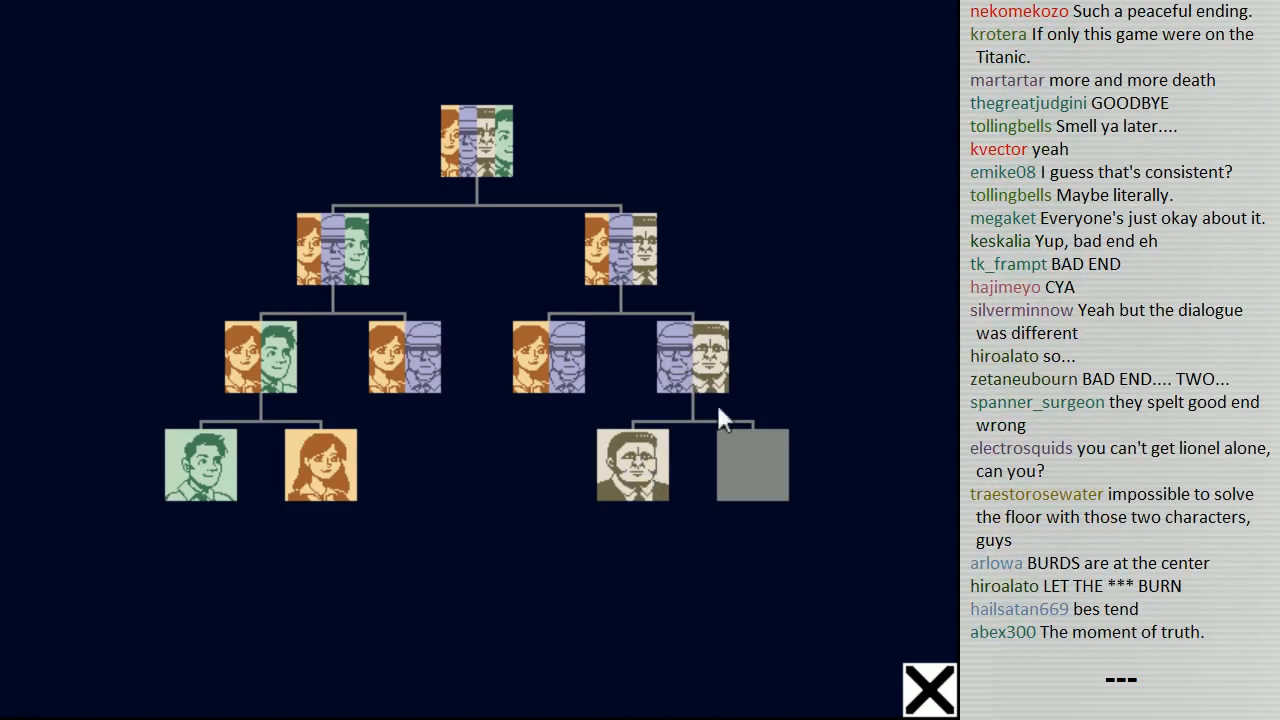 nekomekozo Such a peaceful ending.
krotera If only this game were on the
Titanic.
martartar more and more death
thegreatjudgini GOODBYE
tollingbells Smell ya later....
kvector yeah
emike08 I guess that's consistent?
tollingbells Maybe literally.
megaket Everyone's just okay about it.
keskalia Yup, bad end eh
tk_frampt BAD END
hajimeyo CYA
silverminnow Yeah but the dialogue
was different
hiroalato so...
zetaneubourn BAD END.... TWO...
spanner_surgeon they spelt good end
wrong
electrosquids you can't get lionel alone,
can you?
traestorosewater impossible to solve
the floor with those two characters,
guys
arlowa BURDS are at the center
hiroalato LET THE *** BURN
hailsatan669 bes tend
abex300 The moment of truth.
---